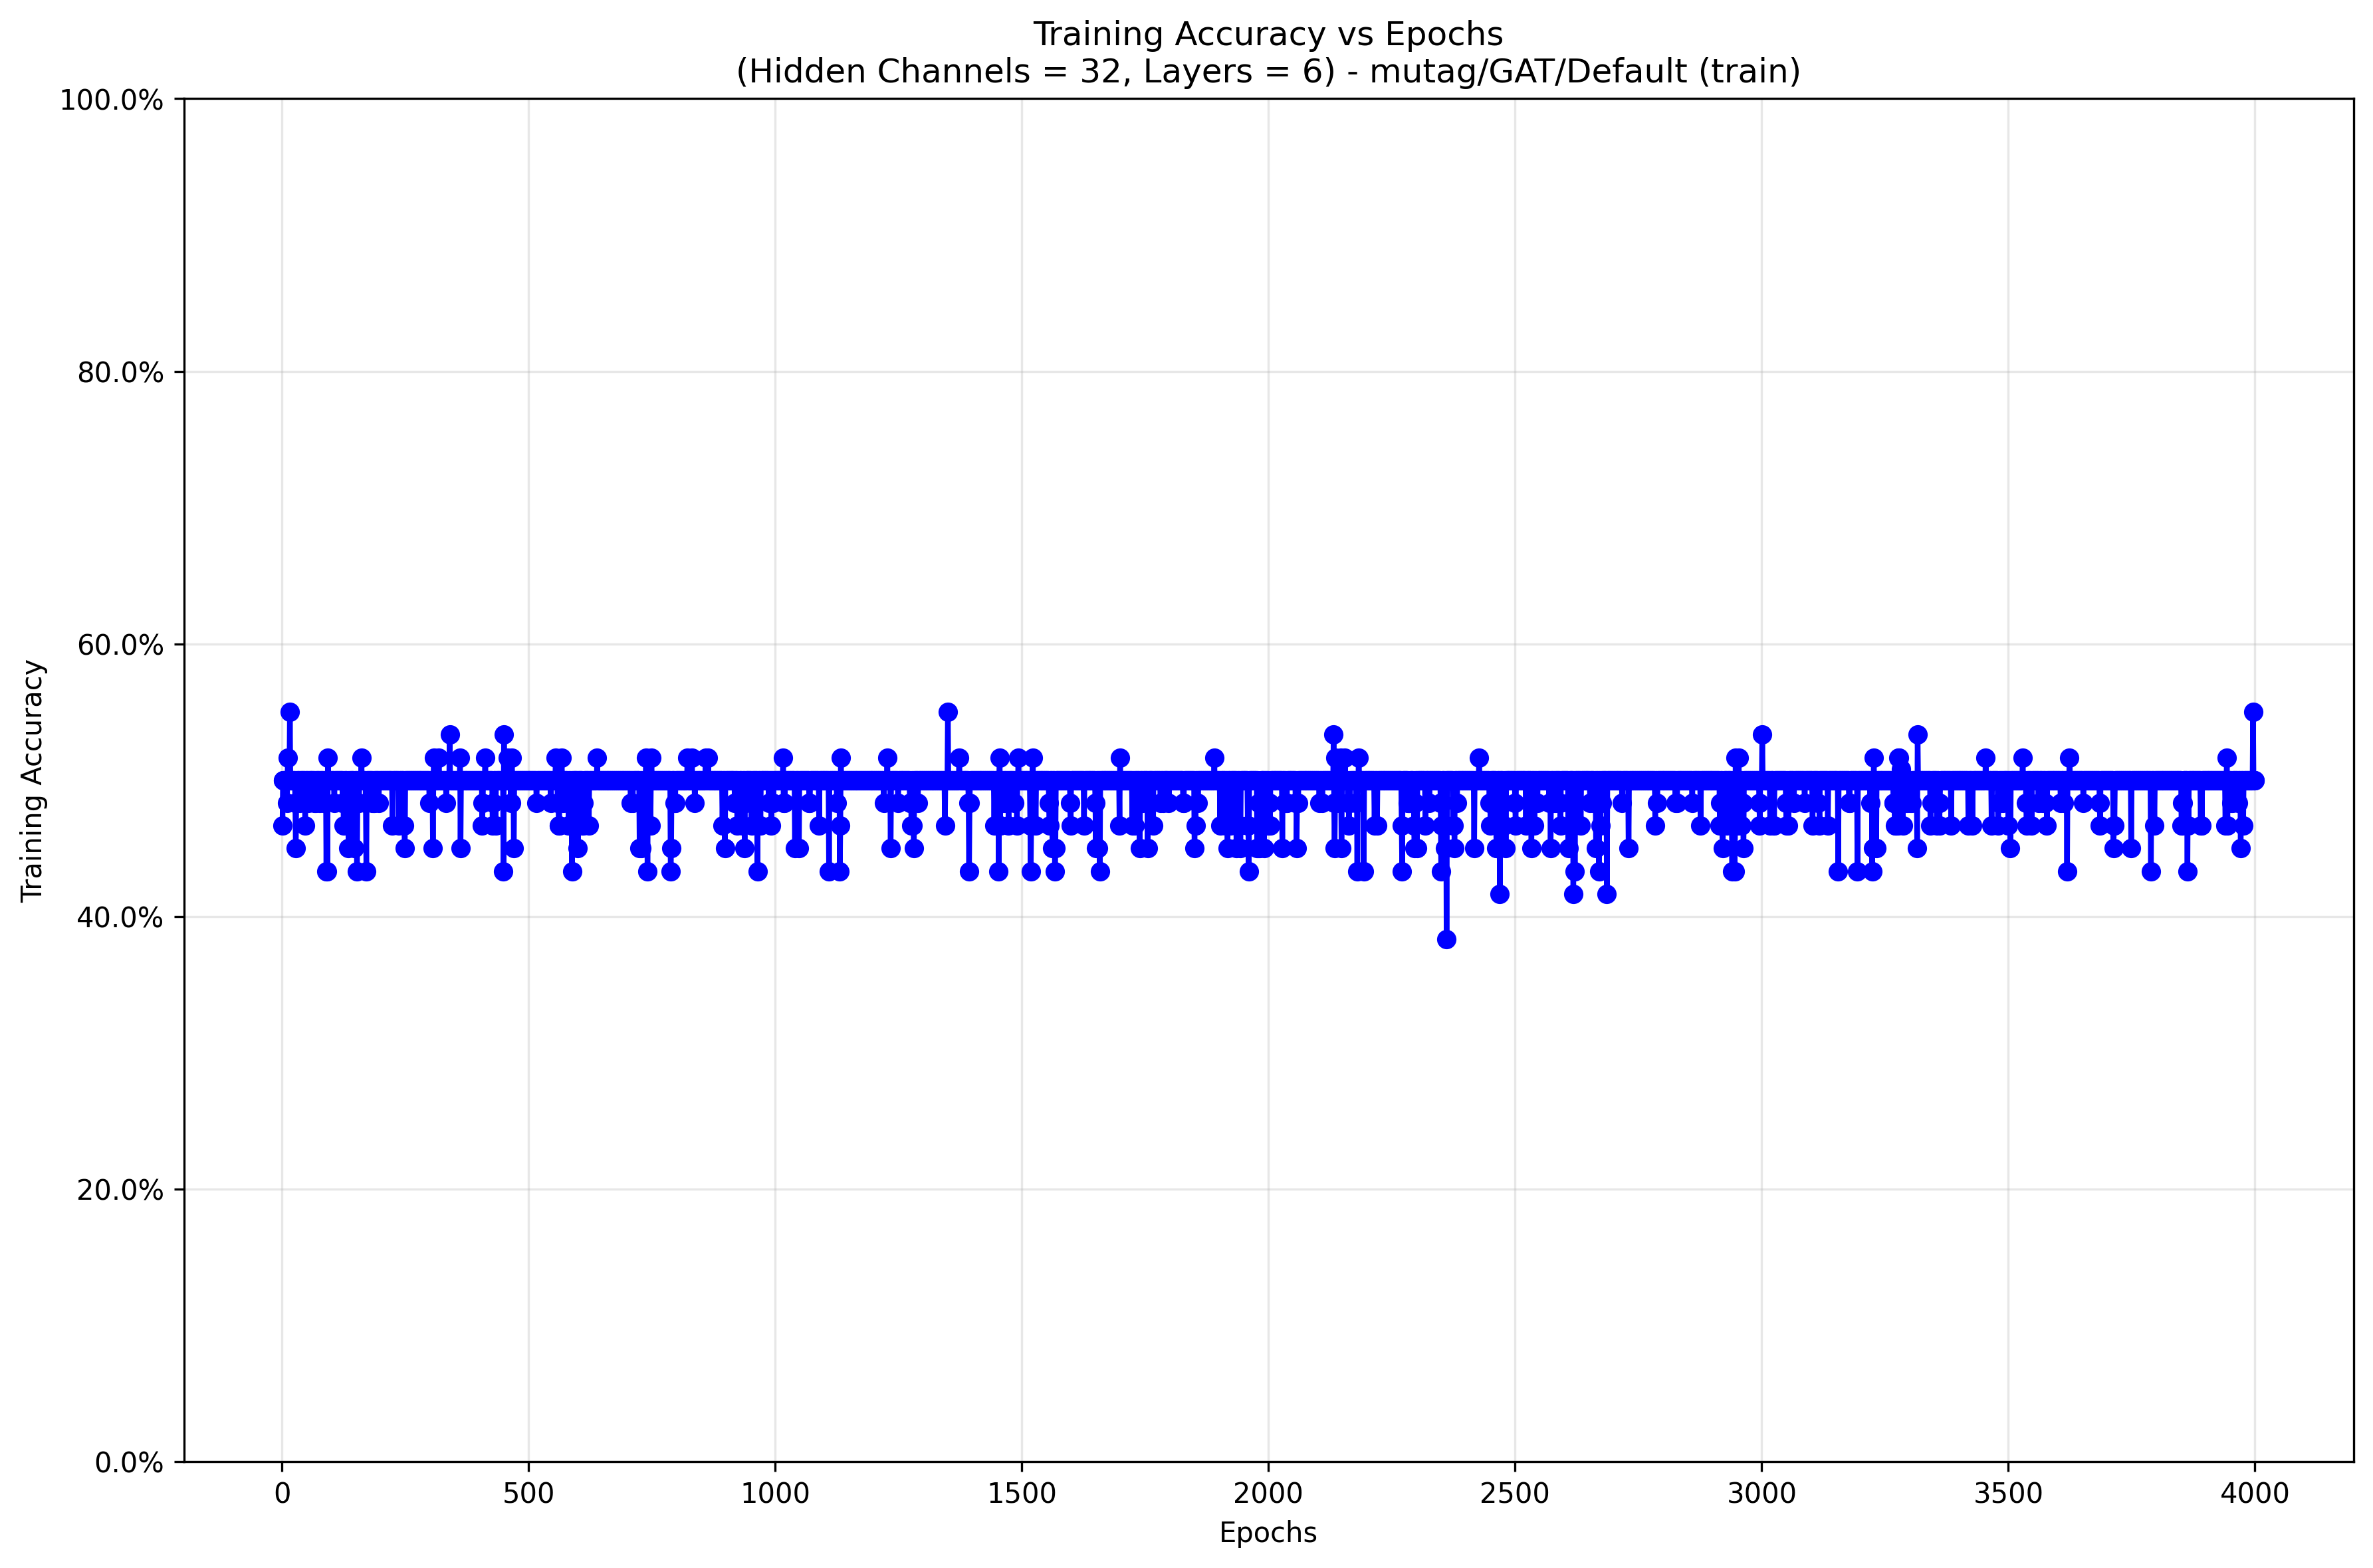 Training Accuracy vs Epochs
(Hidden Channels = 32, Layers = 6) - mutag/GAT/Default (train)
100.0%
80.0%
60.0%
40.0%
20.0%
0.0%
Training Accuracy
0 500 1000 1500 2000 2500 3000 3500 4000
Epochs